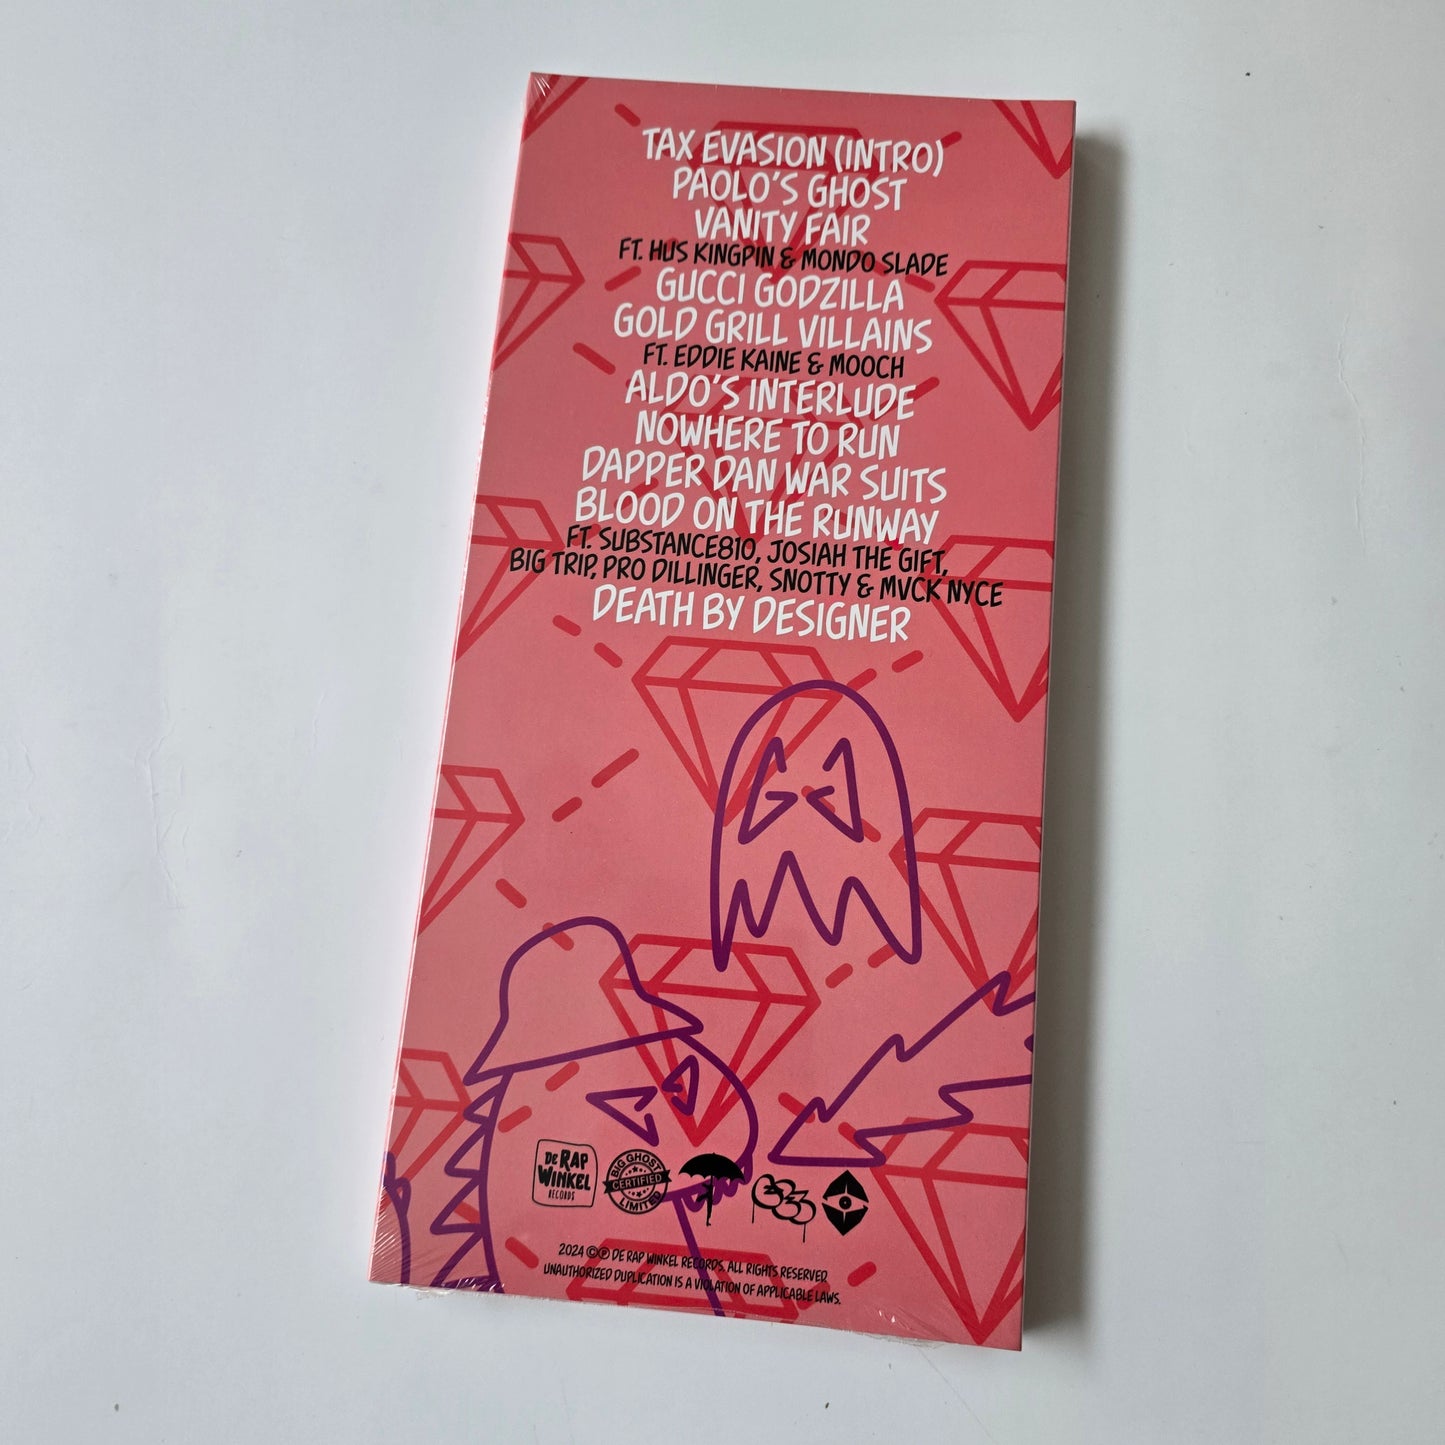 TAX EVASION (INTRO)
PAOLO'S GHOST
VANITY FAIR
FT. HUS KINGPIN & MONDO SLADE
GUCCI GODZILLA
GOLD GRILL VILLAINS
FT. EDDIE KAINE & MOOCH
ALDO'S INTERLUDE
NOWHERE TO RUN
DAPPER DAN WAR SUITS
BLOOD ON THE RUNWAY
FT. SUBSTANCE810, JOSIAH THE GIFT,
BIG TRIP, PRO DILLINGER, SNOTTY & MVCK NYCE
DEATH BY DESIGNER
DE RAP
WINKEL
RECORDS
BIG GHOST
CERTIFIED
LIMITED
333
2024 © ℗ DE RAP WINKEL RECORDS. ALL RIGHTS RESERVED
UNAUTHORIZED DUPLICATION IS A VIOLATION OF APPLICABLE LAWS.